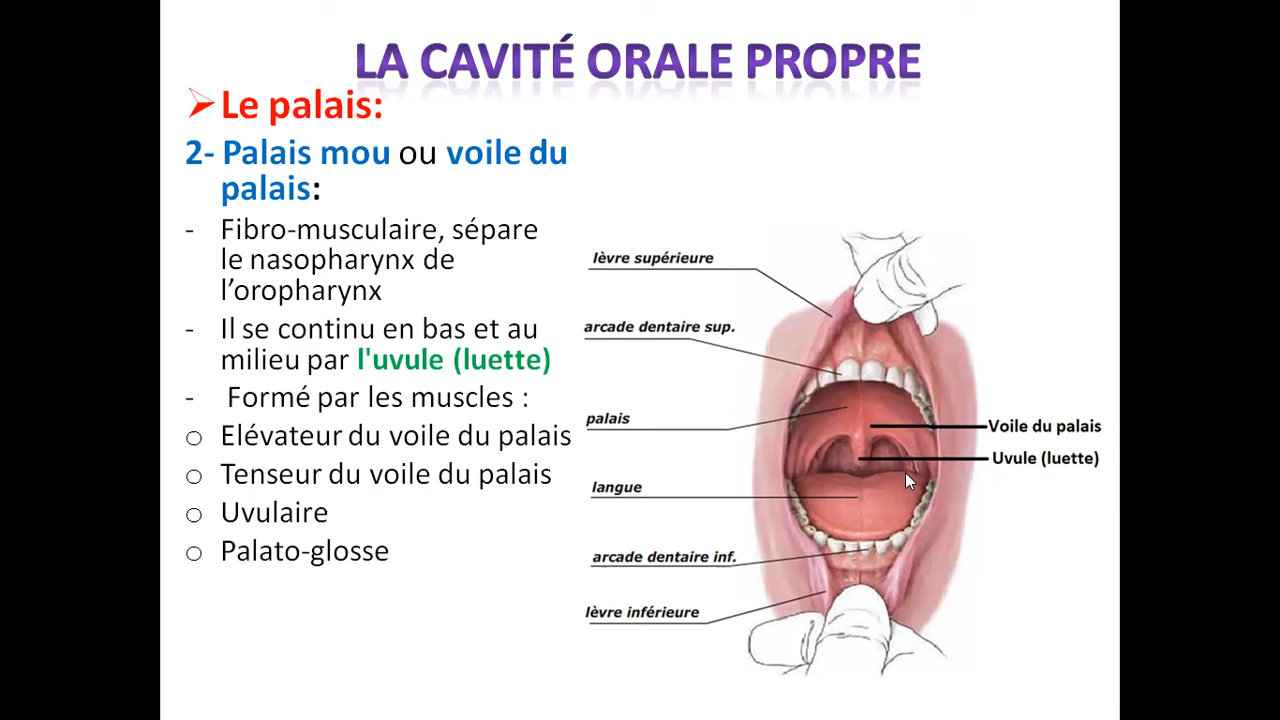 LA CAVITÉ ORALE PROPRE
➢ Le palais:
2- Palais mou ou voile du
palais:
- Fibro-musculaire, sépare
le nasopharynx de
l’oropharynx
- Il se continu en bas et au
milieu par l'uvule (luette)
- Formé par les muscles :
o Elévateur du voile du palais
o Tenseur du voile du palais
o Uvulaire
o Palato-glosse
lèvre supérieure
arcade dentaire sup.
palais
langue
arcade dentaire inf.
lèvre inférieure
Voile du palais
Uvule (luette)